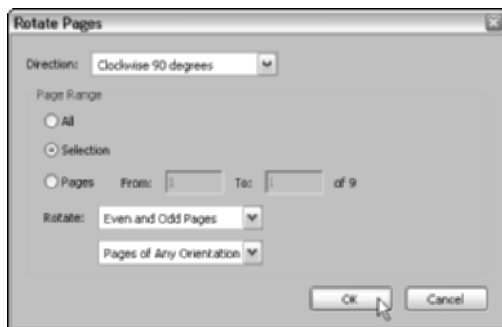 Rotate Pages
Direction: Clockwise 90 degrees
Page Range
All
Selection
Pages From: 1 To: 1 of 9
Rotate: Even and Odd Pages
Pages of Any Orientation
OK Cancel